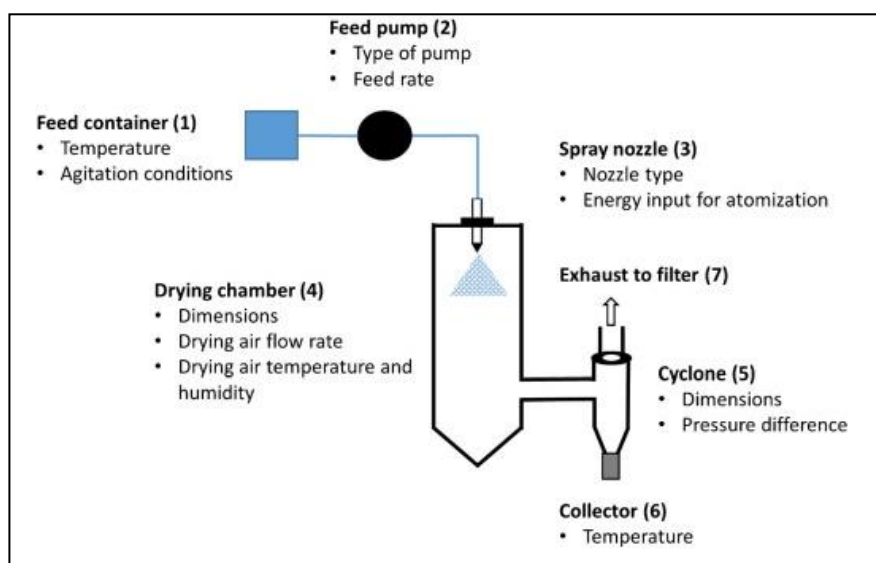 Feed pump (2)
• Type of pump
• Feed rate
Feed container (1)
• Temperature
• Agitation conditions
Spray nozzle (3)
• Nozzle type
• Energy input for atomization
Exhaust to filter (7)
Drying chamber (4)
• Dimensions
• Drying air flow rate
• Drying air temperature and
humidity
Cyclone (5)
• Dimensions
• Pressure difference
Collector (6)
• Temperature